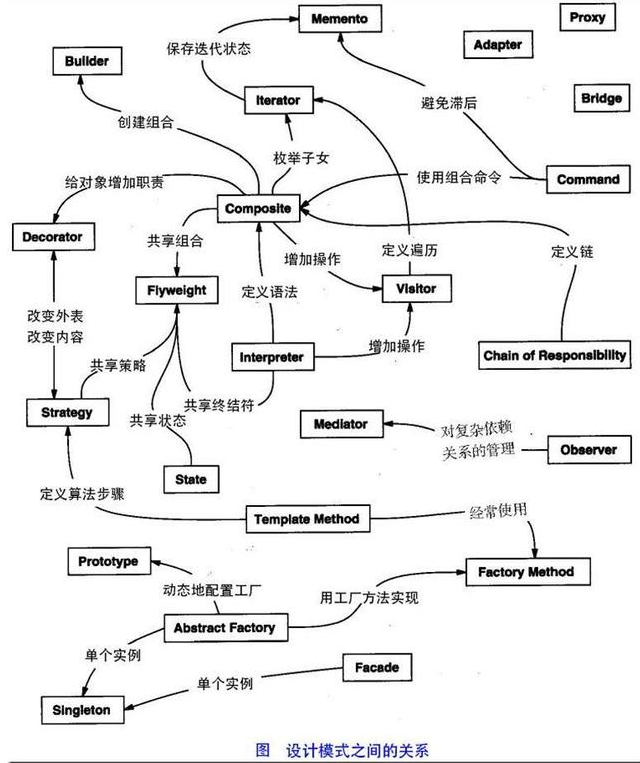 Memento
Proxy
Adapter
保存迭代状态
Builder
Iterator
Bridge
避免滞后
创建组合
枚举子女
给对象增加职责
使用组合命令
Command
Composite
Decorator
共享组合
增加操作
定义遍历
定义链
Flyweight
定义语法
Visitor
改变外表
改变内容
Interpreter
增加操作
Chain of Responsibility
共享策略
共享终结符
Strategy
共享状态
Mediator
对复杂依赖
关系的管理
Observer
State
定义算法步骤
Template Method
经常使用
Prototype
动态地配置工厂
用工厂方法实现
Factory Method
Abstract Factory
单个实例
Facade
单个实例
Singleton
图 设计模式之间的关系